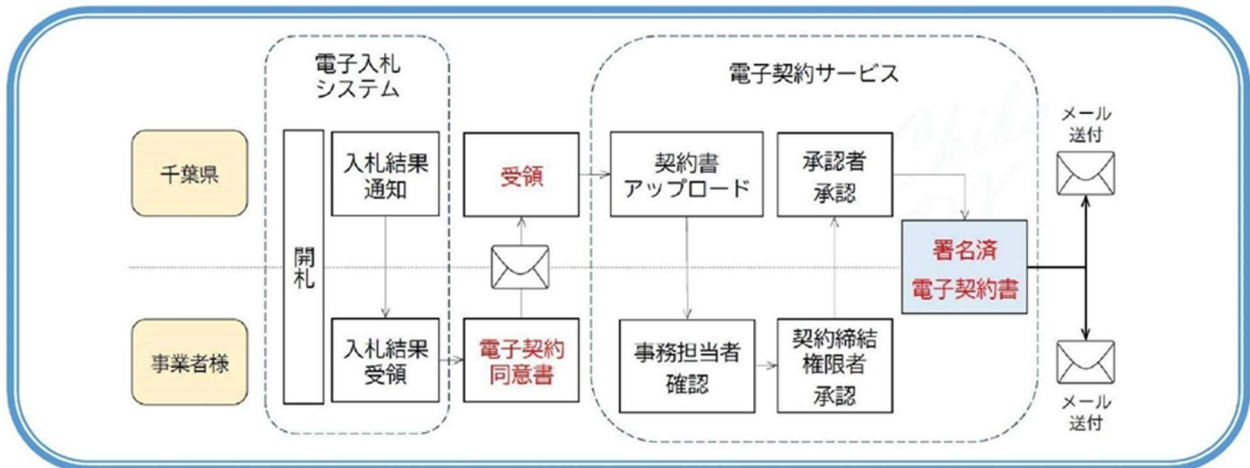 電子入札
システム
電子契約サービス
メール
送付
千葉県
入札結果
通知
受領
契約書
アップロード
承認者
承認
開札
署名済
電子契約書
事業者様
入札結果
受領
電子契約
同意書
事務担当者
確認
契約締結
権限者
承認
メール
送付